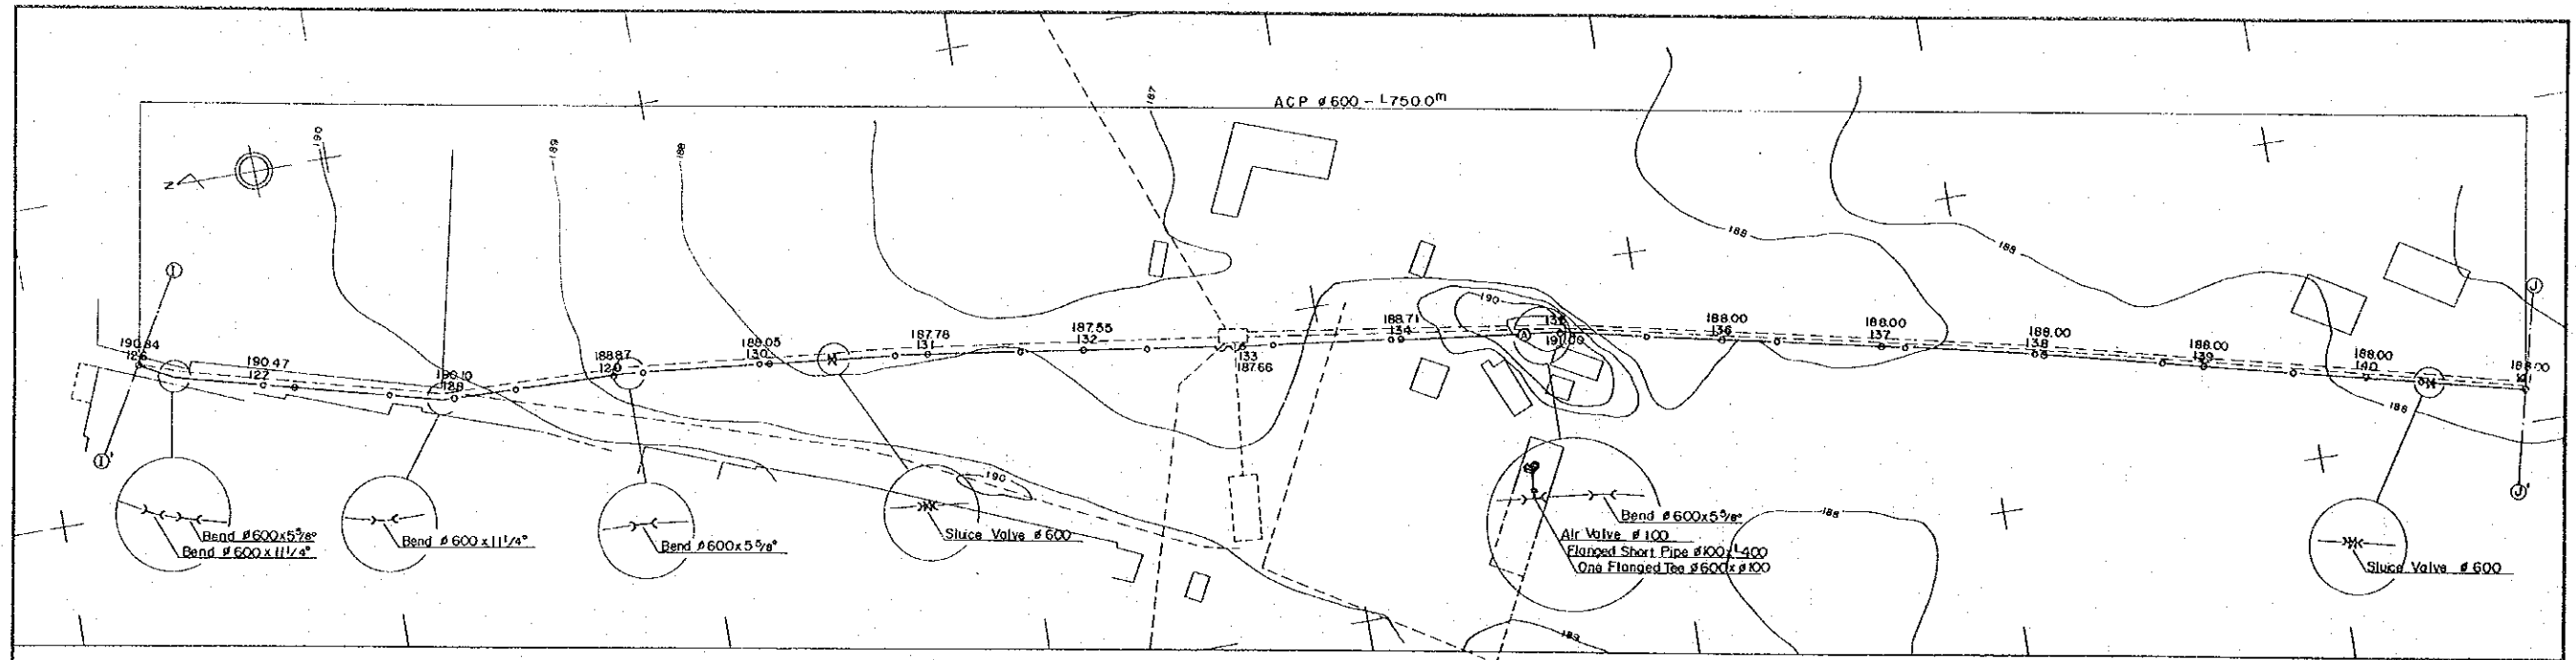 ACP ø600 - L750.0m
187
190
189
188
N
I
188
188
J
190.84
126
190.47
127
190.10
128
188.87
129
188.05
130
187.78
131
187.55
132
133
187.66
188.71
134
190
A
135
191.00
188.00
136
188.00
137
188.00
138
188.00
139
188.00
140
188.00
141
188
I'
190
J'
188
Bend ø600x5 5/8°
Bend ø600x11 1/4°
Bend ø600x11 1/4°
Bend ø600x5 5/8°
Sluice Valve ø600
Bend ø600x5 5/8°
Air Valve ø100
Flanged Short Pipe ø100xL400
One Flanged Tee ø600xø100
Sluice Valve ø600
189